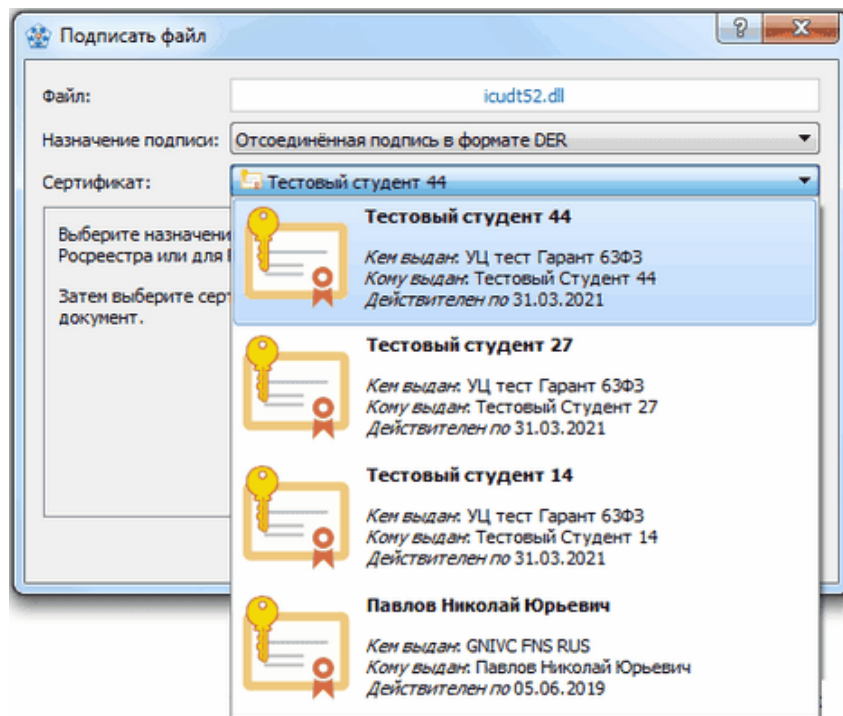 Подписать файл
Файл:
icudt52.dll
Назначение подписи:
Отсоединённая подпись в формате DER
Сертификат:
Тестовый студент 44
Выберите
Росреестра или для
Затем выберите
документ.
Тестовый студент 44
Кем выдан: УЦ тест Гарант 63ФЗ
Кому выдан: Тестовый Студент 44
Действителен по 31.03.2021
Тестовый студент 27
Кем выдан: УЦ тест Гарант 63ФЗ
Кому выдан: Тестовый Студент 27
Действителен по 31.03.2021
Тестовый студент 14
Кем выдан: УЦ тест Гарант 63ФЗ
Кому выдан: Тестовый Студент 14
Действителен по 31.03.2021
Павлов Николай Юрьевич
Кем выдан: GNIVC FNS RUS
Кому выдан: Павлов Николай Юрьевич
Действителен по 05.06.2019